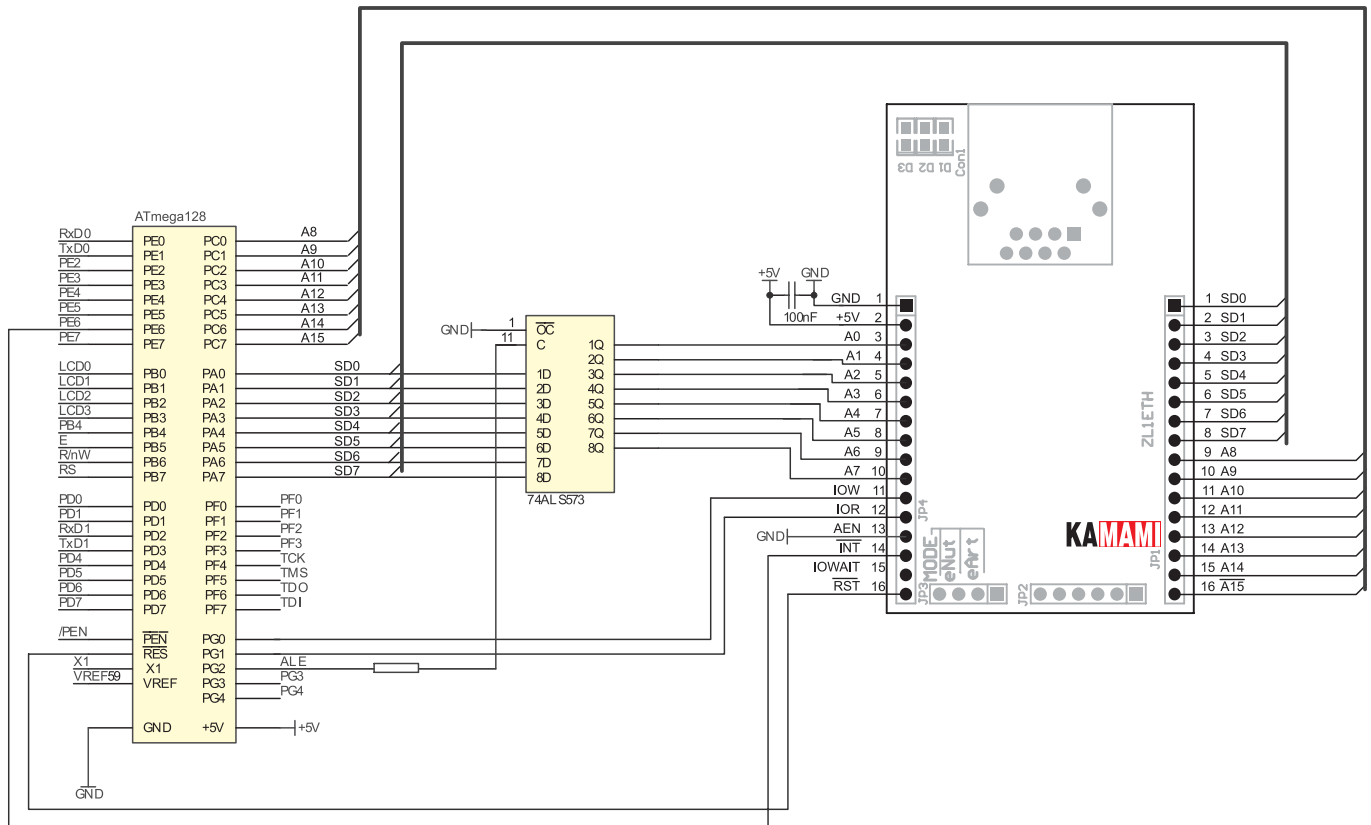 ATmega128
RxD0 PE0 PC0 A8
TxD0 PE1 PC1 A9
PE2 PE2 PC2 A10
PE3 PE3 PC3 A11
PE4 PE4 PC4 A12
PE5 PE5 PC5 A13
PE6 PE6 PC6 A14
PE7 PE7 PC7 A15
LCD0 PB0 PA0 SD0
LCD1 PB1 PA1 SD1
LCD2 PB2 PA2 SD2
LCD3 PB3 PA3 SD3
PB4 PB4 PA4 SD4
E PB5 PA5 SD5
R/nW PB6 PA6 SD6
RS PB7 PA7 SD7
PD0 PD0 PF0 PF0
PD1 PD1 PF1 PF1
RxD1 PD2 PF2 PF2
TxD1 PD3 PF3 PF3
PD4 PD4 PF4 TCK
PD5 PD5 PF5 TMS
PD6 PD6 PF6 TDO
PD7 PD7 PF7 TDI
/PEN PEN PG0
RES PG1
X1 X1 PG2 ALE
VREF59 VREF PG3 PG3
PG4 PG4
GND +5V +5V
GND
GND 1 OC
11 C 1Q
2Q
1D 3Q
2D 4Q
3D 5Q
4D 6Q
5D 7Q
6D 8Q
7D
8D
74ALS573
+5V GND
100nF
GND 1
+5V 2
A0 3
A1 4
A2 5
A3 6
A4 7
A5 8
A6 9
A7 10
IOW 11
IOR 12
GND AEN 13
INT 14
IOWAIT 15
RST 16
D3 D2 D1
Con1
JP4
MODE
eNut
eArt
JP3
JP2
KAMAMI
ZL1ETH
JP1
1 SD0
2 SD1
3 SD2
4 SD3
5 SD4
6 SD5
7 SD6
8 SD7
9 A8
10 A9
11 A10
12 A11
13 A12
14 A13
15 A14
16 A15